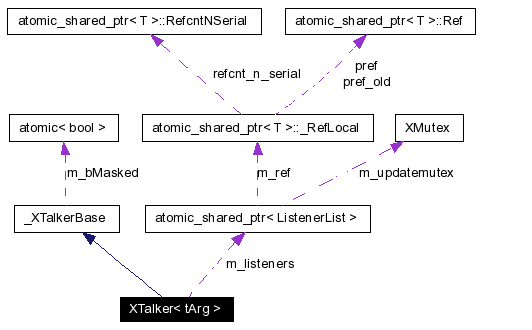 atomic_shared_ptr< T >::RefcntNSerial
atomic_shared_ptr< T >::Ref
refcnt_n_serial
pref
pref_old
atomic< bool >
atomic_shared_ptr< T >::_RefLocal
XMutex
m_bMasked
m_ref
m_updatemutex
_XTalkerBase
atomic_shared_ptr< ListenerList >
m_listeners
XTalker< tArg >